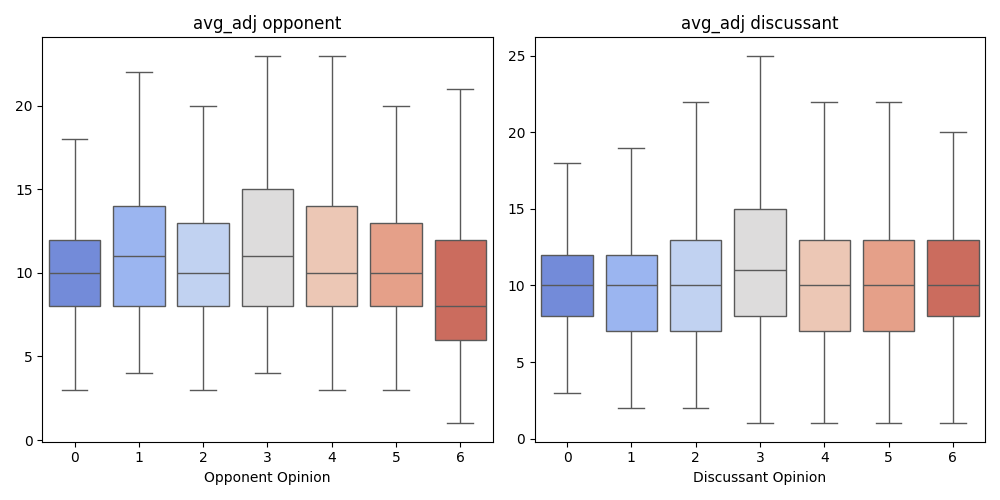 avg_adj opponent
20
15
10
5
0
0 1 2 3 4 5 6
Opponent Opinion
avg_adj discussant
25
20
15
10
5
0
0 1 2 3 4 5 6
Discussant Opinion